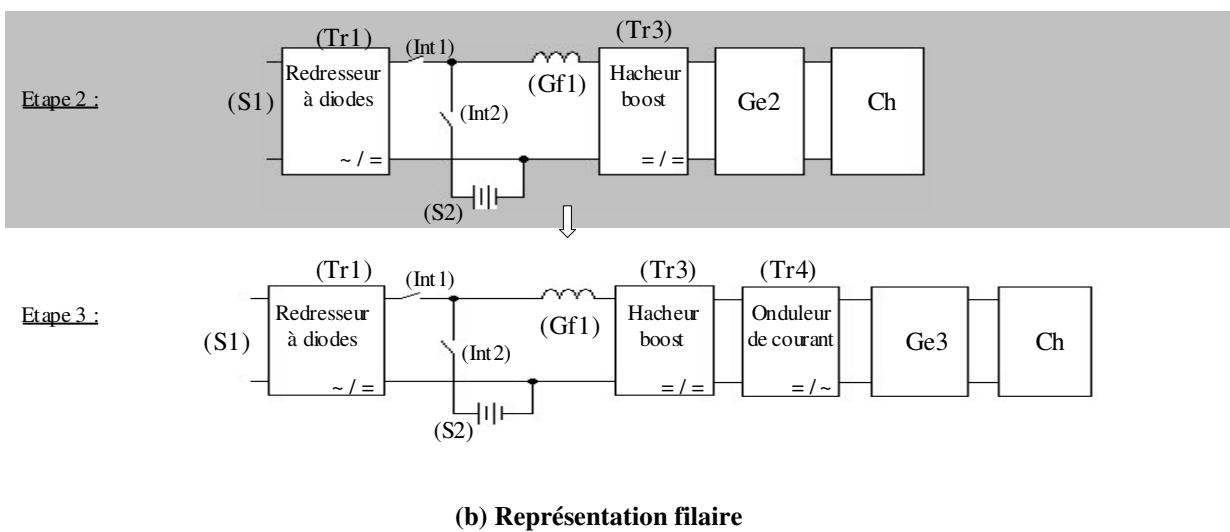 (Tr1)
(Int1)
(Tr3)
Etape 2 :
(S1)
Redresseur
à diodes
~ / =
(Int2)
(Gf1)
Hacheur
boost
= / =
Ge2
Ch
(S2)
(Tr1)
(Int1)
(Tr3)
(Tr4)
Etape 3 :
(S1)
Redresseur
à diodes
~ / =
(Int2)
(Gf1)
Hacheur
boost
= / =
Onduleur
de courant
= / ~
Ge3
Ch
(S2)
(b) Représentation filaire